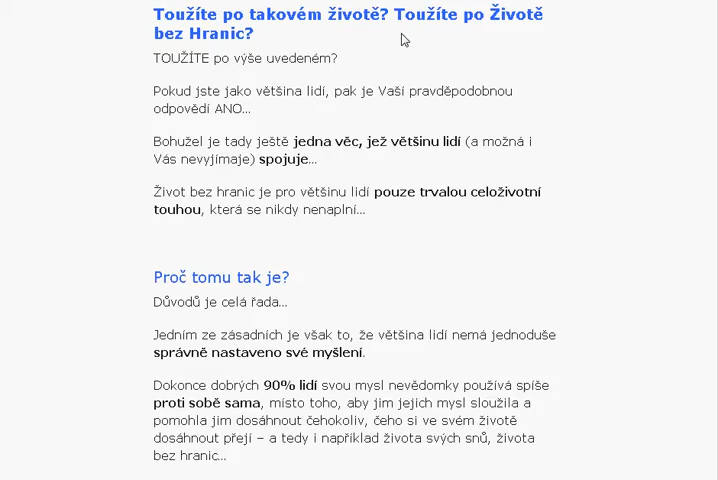 Toužíte po takovém životě? Toužíte po Životě
bez Hranic?
TOUŽÍTE po výše uvedeném?
Pokud jste jako většina lidí, pak je Vaší pravděpodobnou
odpovědí ANO...
Bohužel je tady ještě jedna věc, jež většinu lidí (a možná i
Vás nevyjímaje) spojuje...
Život bez hranic je pro většinu lidí pouze trvalou celoživotní
touhou, která se nikdy nenaplní...
Proč tomu tak je?
Důvodů je celá řada...
Jedním ze zásadních je však to, že většina lidí nemá jednoduše
správně nastaveno své myšlení.
Dokonce dobrých 90% lidí svou mysl nevědomky používá spíše
proti sobě sama, místo toho, aby jim jejich mysl sloužila a
pomohla jim dosáhnout čehokoliv, čeho si ve svém životě
dosáhnout přejí – a tedy i například života svých snů, života
bez hranic...